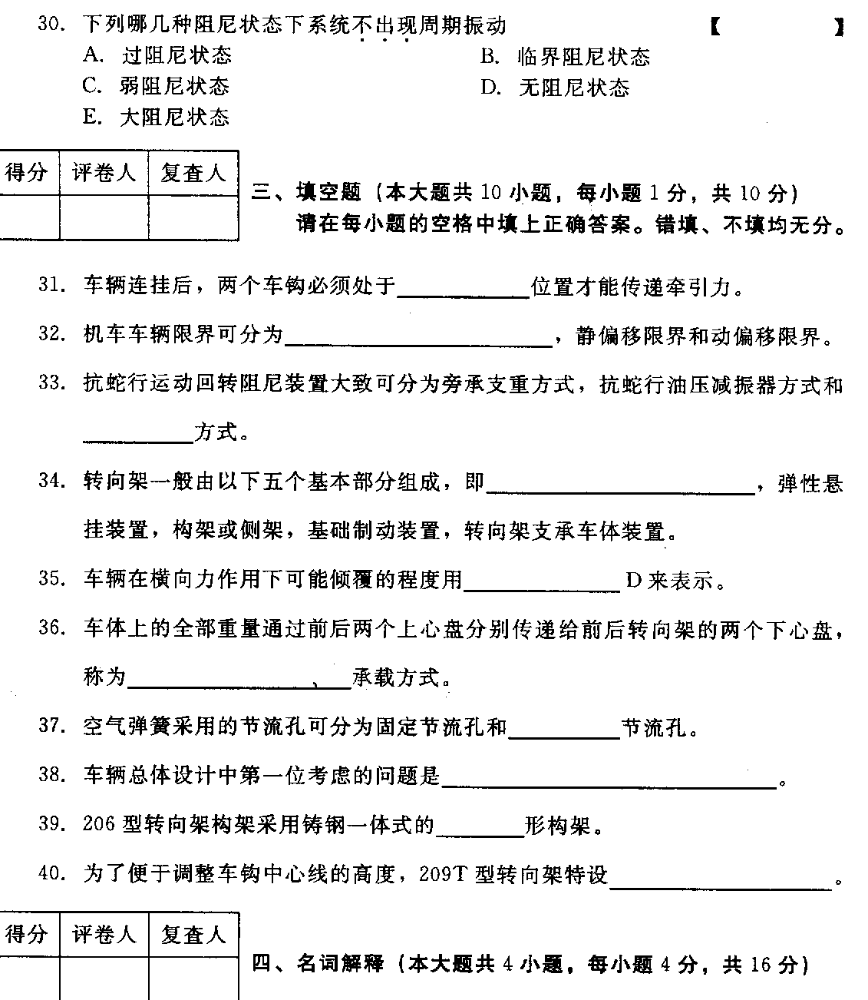 30. 下列哪几种阻尼状态下系统不出现周期振动 【 】
A. 过阻尼状态 B. 临界阻尼状态
C. 弱阻尼状态 D. 无阻尼状态
E. 大阻尼状态
得分 评卷人 复查人
三、填空题（本大题共 10 小题，每小题 1 分，共 10 分）
请在每小题的空格中填上正确答案。错填、不填均无分。
31. 车辆连挂后，两个车钩必须处于__________位置才能传递牵引力。
32. 机车车辆限界可分为____________________，静偏移限界和动偏移限界。
33. 抗蛇行运动回转阻尼装置大致可分为旁承支重方式，抗蛇行油压减振器方式和
__________方式。
34. 转向架一般由以下五个基本部分组成，即____________________，弹性悬
挂装置，构架或侧架，基础制动装置，转向架支承车体装置。
35. 车辆在横向力作用下可能倾覆的程度用____________ D 来表示。
36. 车体上的全部重量通过前后两个上心盘分别传递给前后转向架的两个下心盘，
称为__________________承载方式。
37. 空气弹簧采用的节流孔可分为固定节流孔和__________节流孔。
38. 车辆总体设计中第一位考虑的问题是__________________________。
39. 206 型转向架构架采用铸钢一体式的________形构架。
40. 为了便于调整车钩中心线的高度，209T 型转向架特设__________________。
得分 评卷人 复查人
四、名词解释（本大题共 4 小题，每小题 4 分，共 16 分）